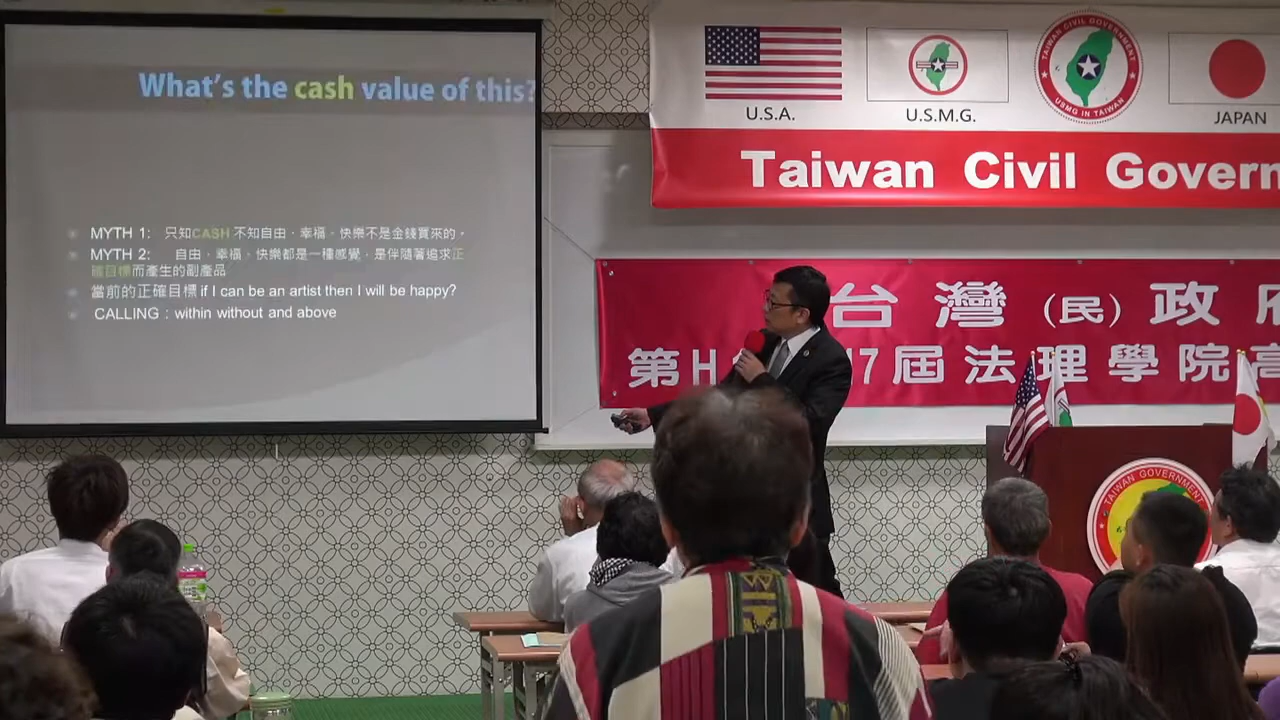 What's the cash value of this?
MYTH 1: 只知CASH 不知自由,幸福,快樂不是金錢買來的。
MYTH 2: 自由,幸福,快樂都是一種感覺,是伴隨著追求正
確目標而產生的副產品
當前的正確目標 if I can be an artist then I will be happy?
CALLING : within without and above
U.S.A.
U.S.M.G.
TAIWAN CIVIL GOVERNMENT
USMG IN TAIWAN
JAPAN
Taiwan Civil Govern
台灣(民)政府
第H 17屆法理學院高
TAIWAN GOVERNMENT